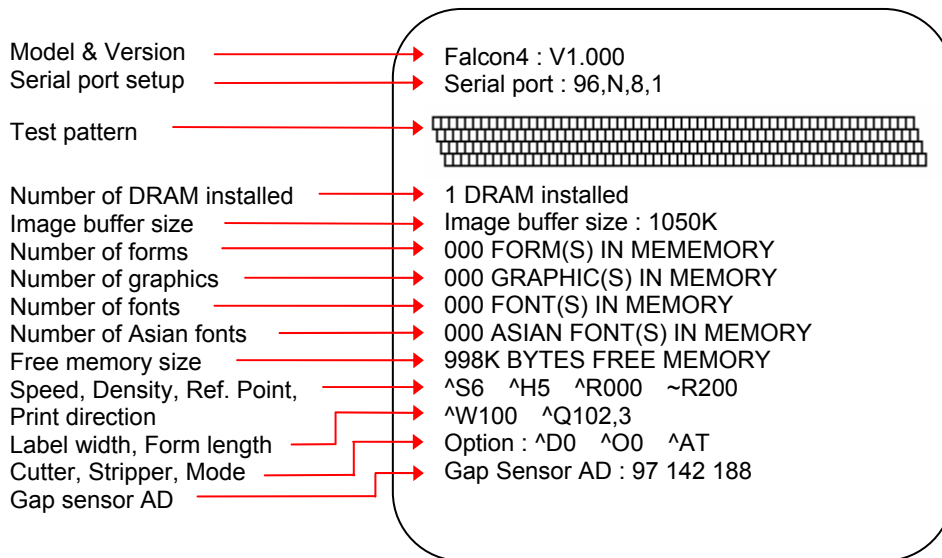 Model & Version Falcon4 : V1.000
Serial port setup Serial port : 96,N,8,1
Test pattern
Number of DRAM installed 1 DRAM installed
Image buffer size Image buffer size : 1050K
Number of forms 000 FORM(S) IN MEMEMORY
Number of graphics 000 GRAPHIC(S) IN MEMORY
Number of fonts 000 FONT(S) IN MEMORY
Number of Asian fonts 000 ASIAN FONT(S) IN MEMORY
Free memory size 998K BYTES FREE MEMORY
Speed, Density, Ref. Point, ^S6 ^H5 ^R000 ~R200
Print direction ^W100 ^Q102,3
Label width, Form length
Cutter, Stripper, Mode Option : ^D0 ^O0 ^AT
Gap sensor AD Gap Sensor AD : 97 142 188